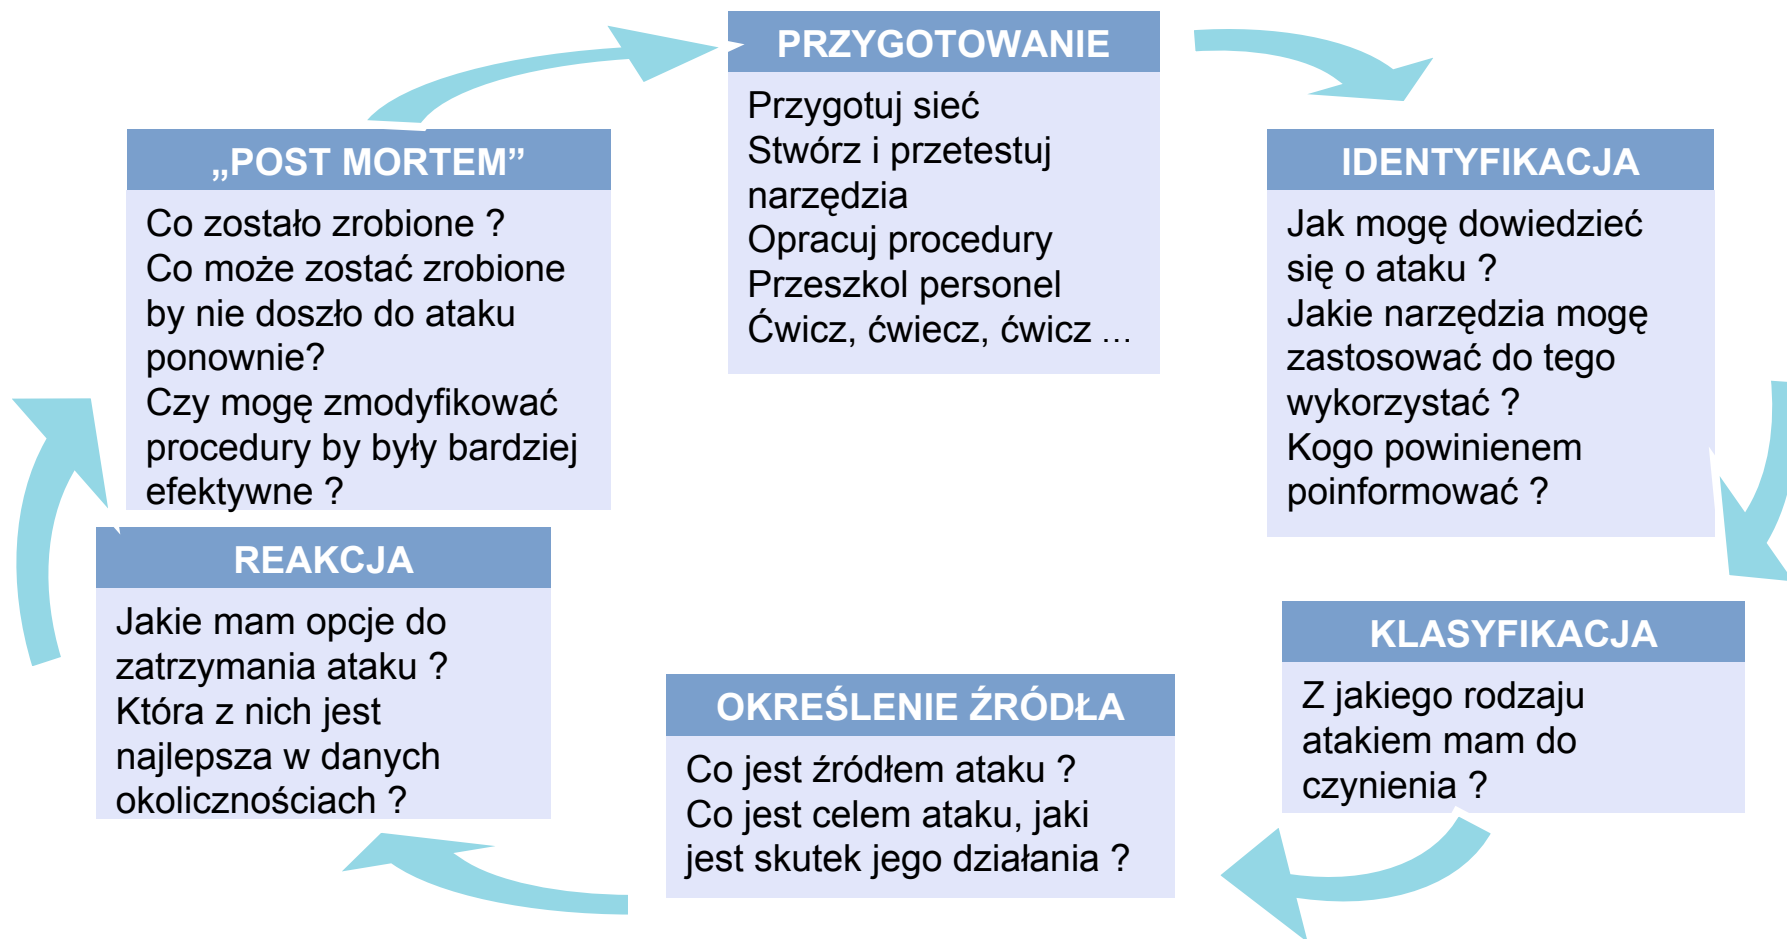 PRZYGOTOWANIE
Przygotuj sieć
Stwórz i przetestuj
narzędzia
Opracuj procedury
Przeszkol personel
Ćwicz, ćwiecz, ćwicz …
IDENTYFIKACJA
Jak mogę dowiedzieć
się o ataku ?
Jakie narzędzia mogę
zastosować do tego
wykorzystać ?
Kogo powinienem
poinformować ?
KLASYFIKACJA
Z jakiego rodzaju
atakiem mam do
czynienia ?
OKREŚLENIE ŹRÓDŁA
Co jest źródłem ataku ?
Co jest celem ataku, jaki
jest skutek jego działania ?
REAKCJA
Jakie mam opcje do
zatrzymania ataku ?
Która z nich jest
najlepsza w danych
okolicznościach ?
„POST MORTEM”
Co zostało zrobione ?
Co może zostać zrobione
by nie doszło do ataku
ponownie?
Czy mogę zmodyfikować
procedury by były bardziej
efektywne ?